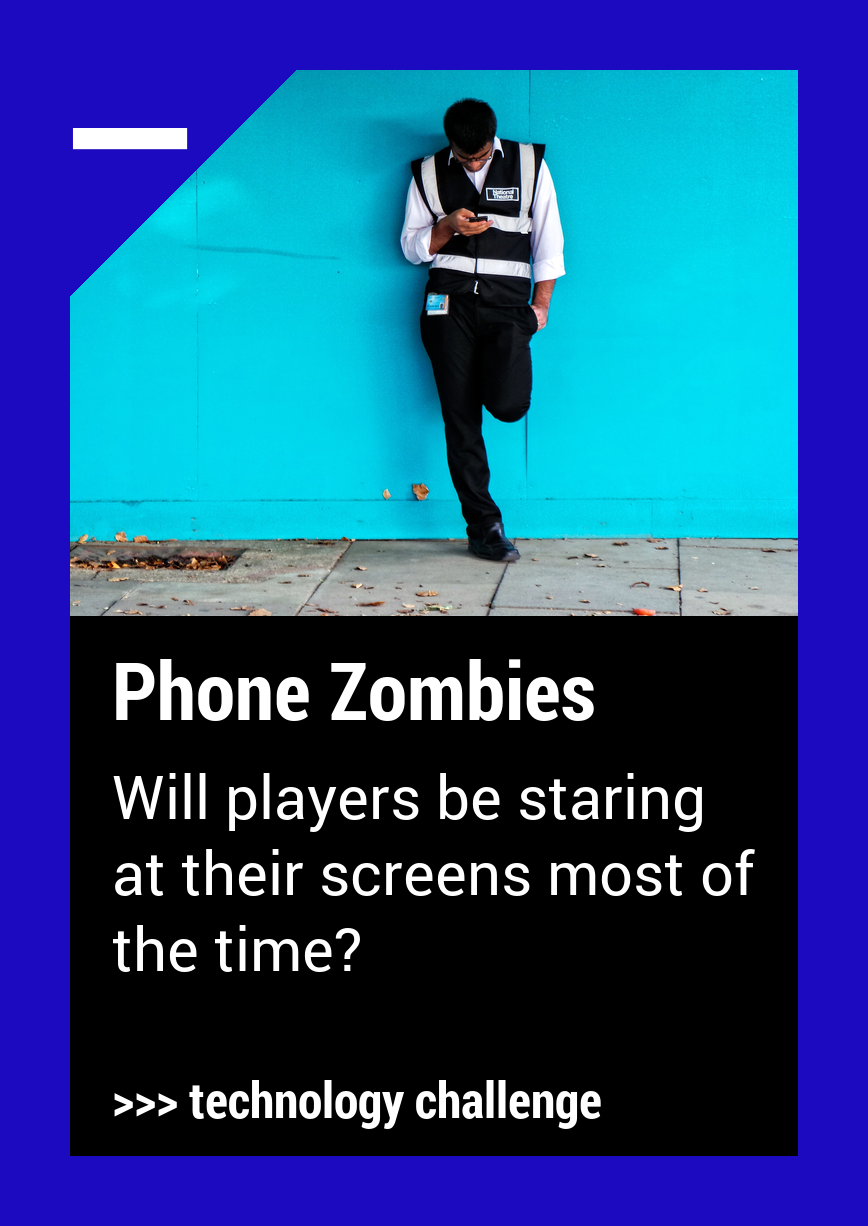 National
Theatre
Phone Zombies
Will players be staring
at their screens most of
the time?
>>> technology challenge